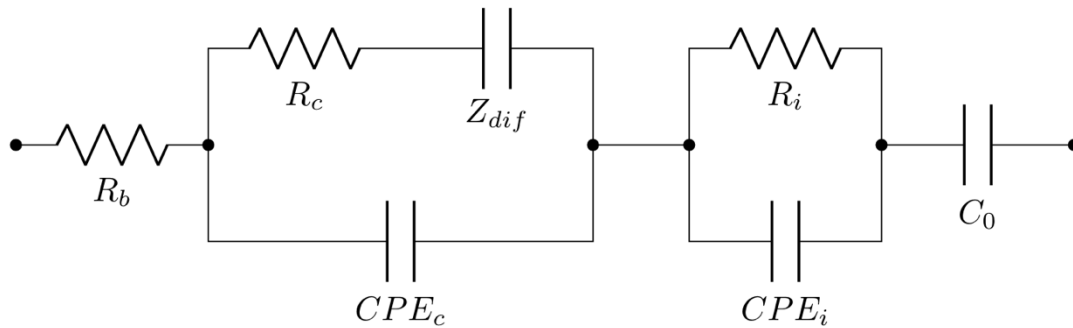 R_c
Z_{dif}
R_i
R_b
C_0
CPE_c
CPE_i